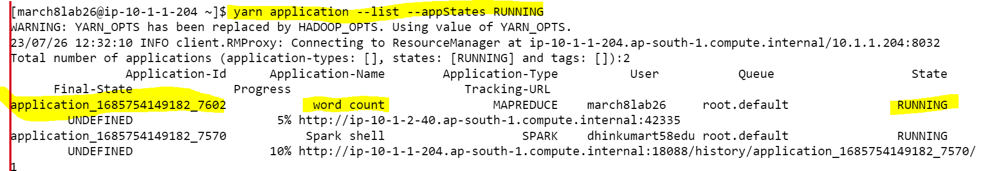 [march8lab26@ip-10-1-1-204 ~]$ yarn application --list --appStates RUNNING
WARNING: YARN_OPTS has been replaced by HADOOP_OPTS. Using value of YARN_OPTS.
23/07/26 12:32:10 INFO client.RMProxy: Connecting to ResourceManager at ip-10-1-1-204.ap-south-1.compute.internal/10.1.1.204:8032
Total number of applications (application-types: [], states: [RUNNING] and tags: []):2
Application-Id Application-Name Application-Type User Queue State
Final-State Progress Tracking-URL
application_1685754149182_7602 word count MAPREDUCE march8lab26 root.default RUNNING
UNDEFINED 5% http://ip-10-1-2-40.ap-south-1.compute.internal:42335
application_1685754149182_7570 Spark shell SPARK dhinkumart58edu root.default RUNNING
UNDEFINED 10% http://ip-10-1-1-204.ap-south-1.compute.internal:18088/history/application_1685754149182_7570/
1